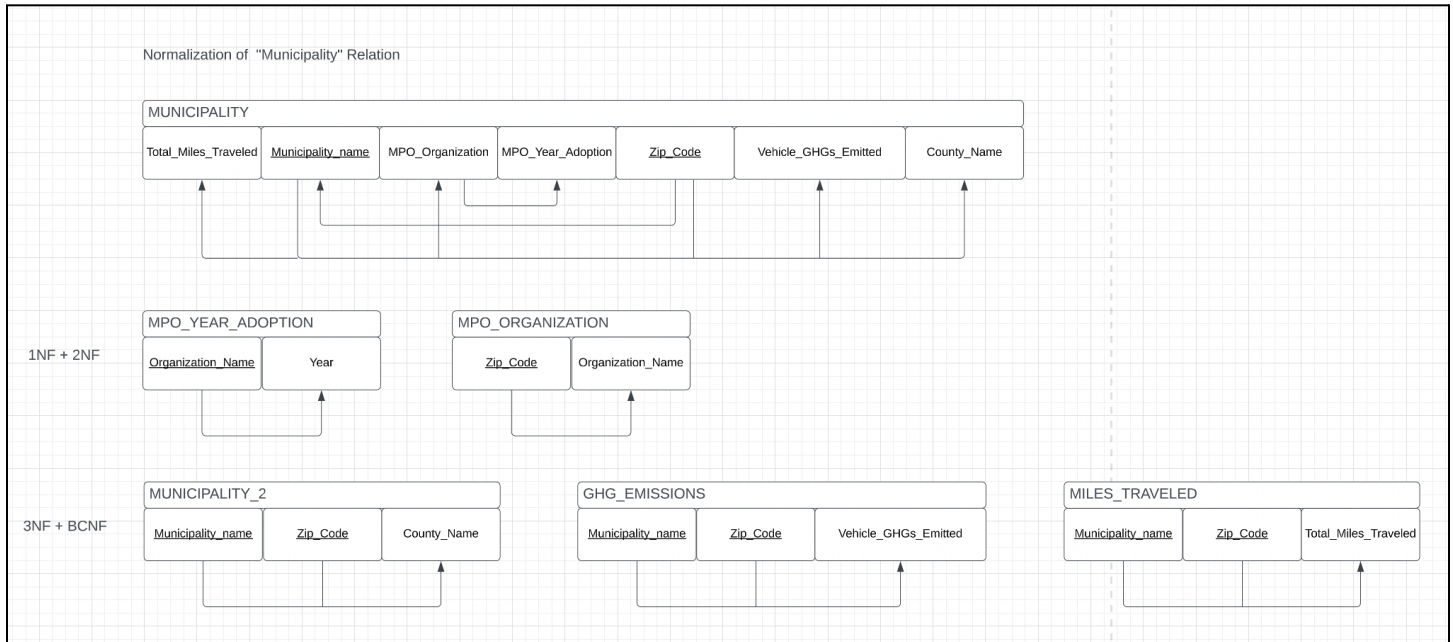 Normalization of "Municipality" Relation
MUNICIPALITY
Total_Miles_Traveled Municipality_name MPO_Organization MPO_Year_Adoption Zip_Code Vehicle_GHGs_Emitted County_Name
MPO_YEAR_ADOPTION MPO_ORGANIZATION
1NF + 2NF
Organization_Name Year Zip_Code Organization_Name
MUNICIPALITY_2 GHG_EMISSIONS MILES_TRAVELED
3NF + BCNF
Municipality_name Zip_Code County_Name Municipality_name Zip_Code Vehicle_GHGs_Emitted Municipality_name Zip_Code Total_Miles_Traveled